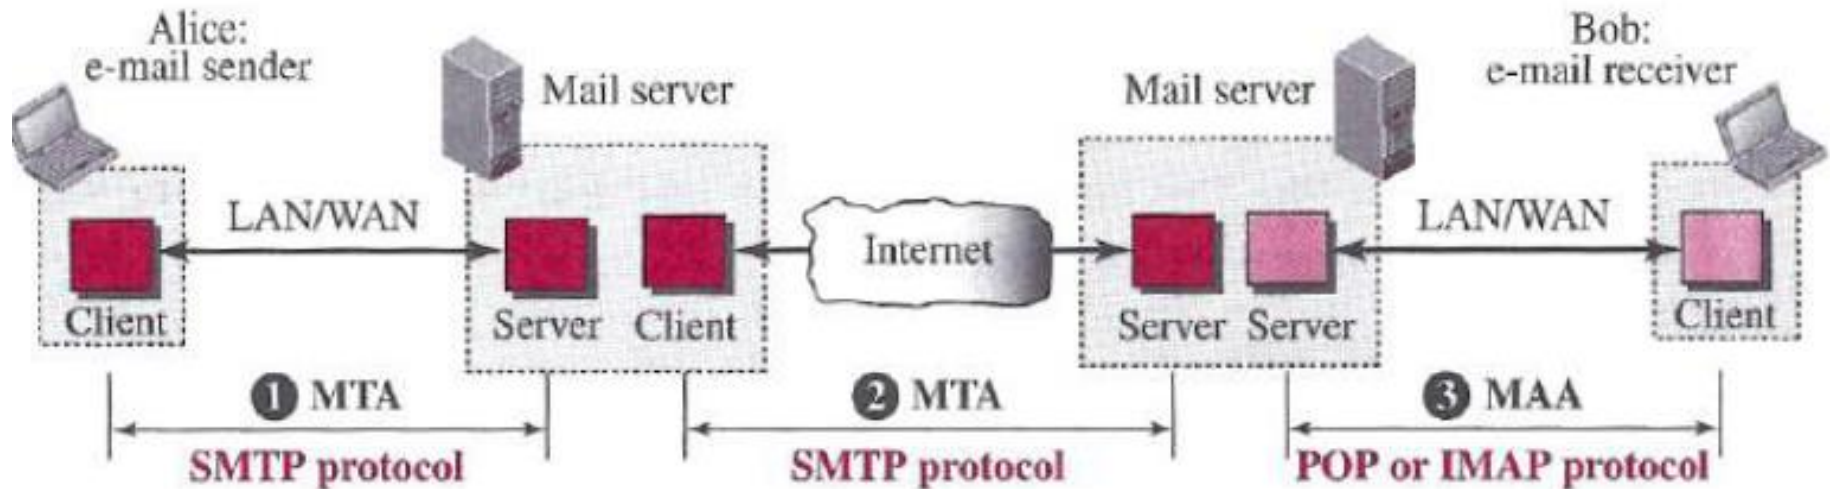 Alice:
e-mail sender
Mail server
Mail server
Bob:
e-mail receiver
LAN/WAN
Internet
LAN/WAN
Client
Server
Client
Server
Server
Client
1 MTA
2 MTA
3 MAA
SMTP protocol
SMTP protocol
POP or IMAP protocol